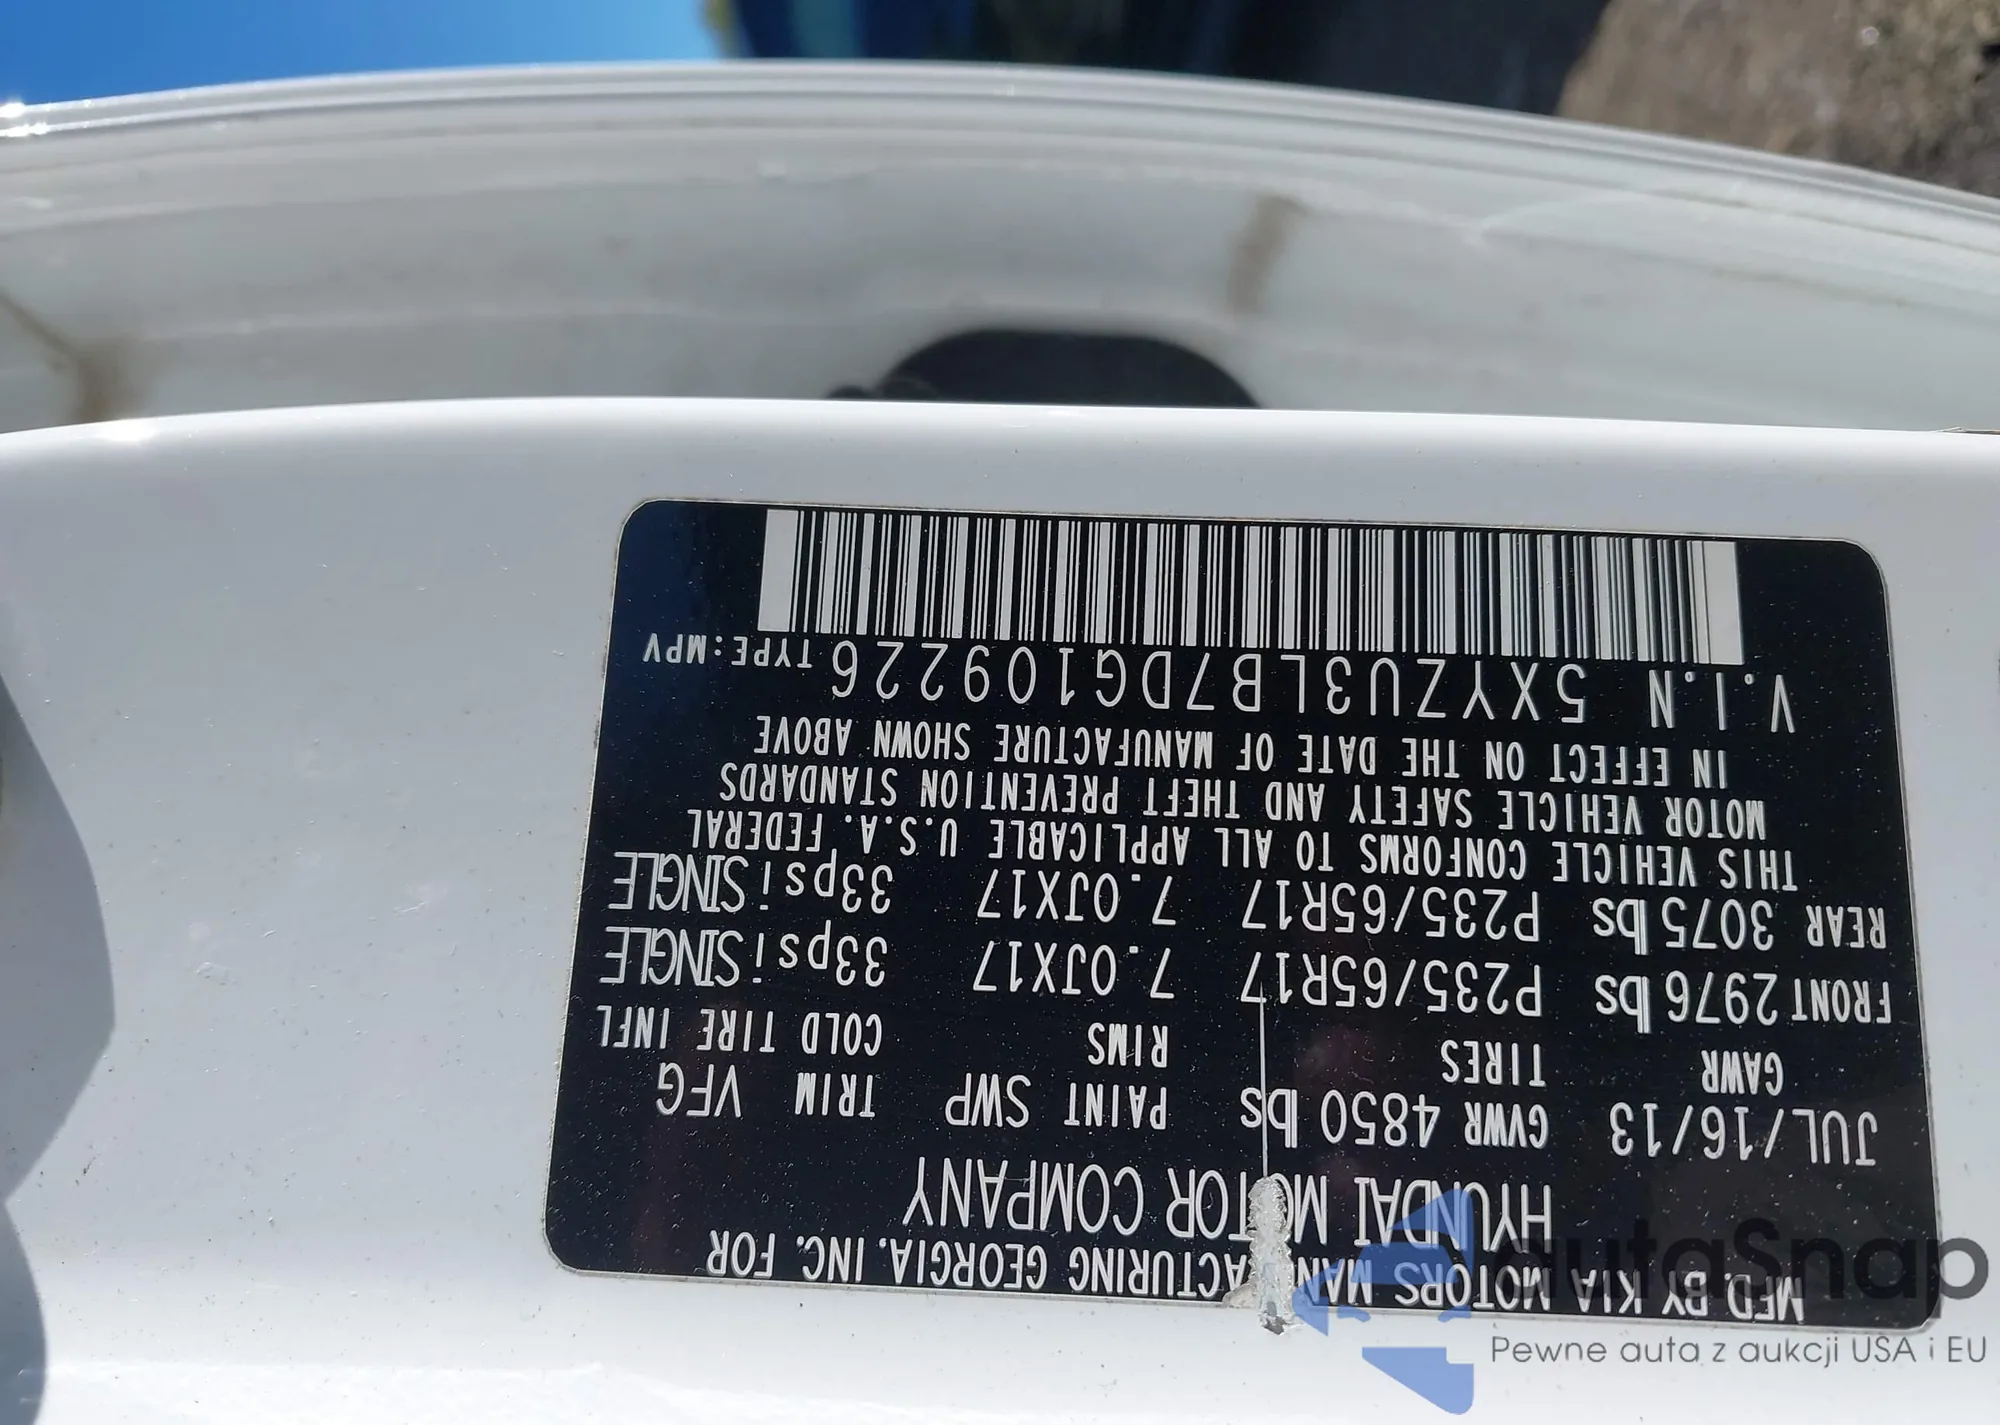 MFD. BY KIA MOTORS MANUFACTURING GEORGIA. INC. FOR
HYUNDAI MOTOR COMPANY
JUL/16/13 GVWR 4850 lbs PAINT SWP TRIM VFG
GAWR TIRES RIMS COLD TIRE INFL
FRONT 2976 lbs P235/65R17 7.0JX17 33psi SINGLE
REAR 3075 lbs P235/65R17 7.0JX17 33psi SINGLE
THIS VEHICLE CONFORMS TO ALL APPLICABLE U.S.A. FEDERAL
MOTOR VEHICLE SAFETY AND THEFT PREVENTION STANDARDS
IN EFFECT ON THE DATE OF MANUFACTURE SHOWN ABOVE
V.I.N 5XYZU3LB7DG109226 TYPE:MPV
autaSnap
Pewne auta z aukcji USA i EU